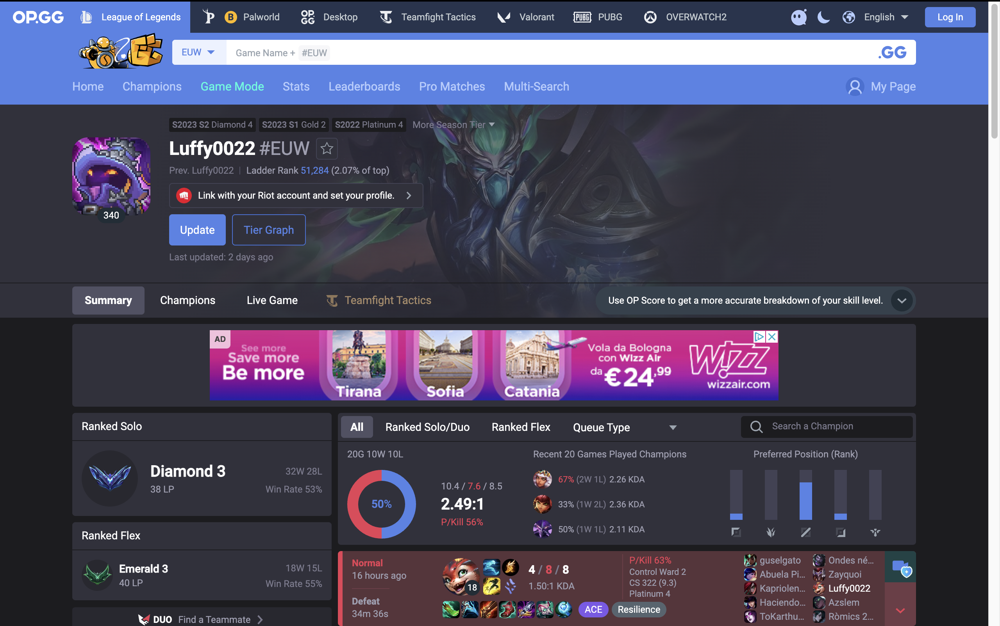 OP.GG League of Legends Palworld OP.GG Desktop Teamfight Tactics Valorant PUBG PUBG OVERWATCH2 English Log In
EUW Game Name + #EUW .GG
Home Champions Game Mode Stats Leaderboards Pro Matches Multi-Search My Page
S2023 S2 Diamond 4 S2023 S1 Gold 2 S2022 Platinum 4 More Season Tier
Luffy0022 #EUW
Prev. Luffy0022 | Ladder Rank 51,284 (2.07% of top)
Link with your Riot account and set your profile.
340
Update Tier Graph
Last updated: 2 days ago
Summary Champions Live Game Teamfight Tactics Use OP Score to get a more accurate breakdown of your skill level.
AD
See more
Save more
Be more
Tirana Sofia Catania
Vola da Bologna
con Wizz Air
da €24,99
WIZZ
wizzair.com
Ranked Solo
Diamond 3 32W 28L
38 LP Win Rate 53%
Ranked Flex
Emerald 3 18W 15L
40 LP Win Rate 55%
DUO Find a Teammate
All Ranked Solo/Duo Ranked Flex Queue Type Search a Champion
20G 10W 10L Recent 20 Games Played Champions Preferred Position (Rank)
50%
10.4 / 7.6 / 8.5
2.49:1
P/Kill 56%
67% (2W 1L) 2.26 KDA
33% (1W 2L) 2.36 KDA
50% (1W 1L) 2.11 KDA
Normal
16 hours ago
Defeat
34m 36s
18
4 / 8 / 8
1.50:1 KDA
ACE Resilience
P/Kill 63%
Control Ward 2
CS 322 (9.3)
Platinum 4
guselgato Ondes né...
Abuela Pi... Zayquoi
Kapriolen... Luffy0022
Haciendo... Azslem
ToKarthu... Ròmics 2...